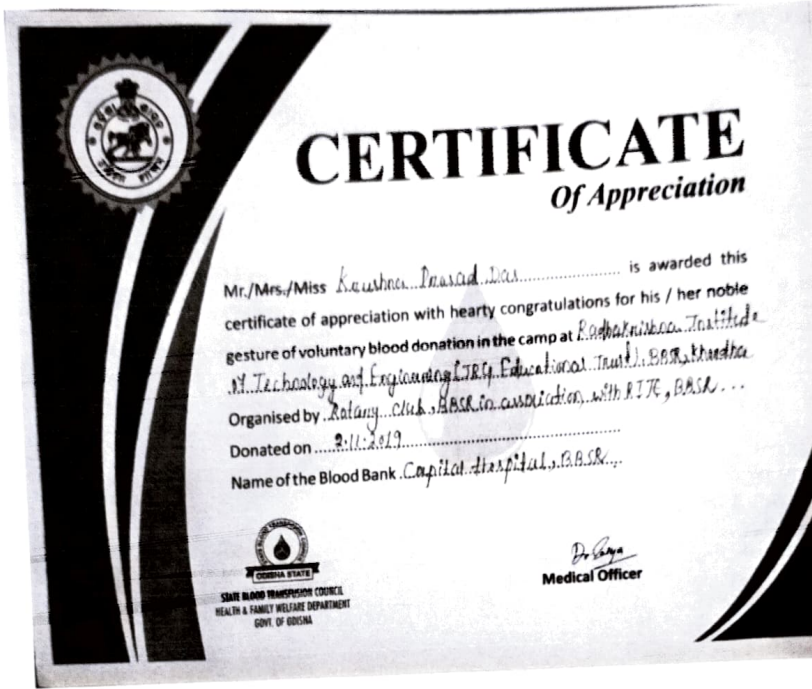 CERTIFICATE
Of Appreciation
Mr./Mrs./Miss Krushna Prasad Das is awarded this
certificate of appreciation with hearty congratulations for his / her noble
gesture of voluntary blood donation in the camp at Radhakrishna Institute
of Technology and Engineering (JRG Educational Trust), BBSR, Khordha
Organised by Rotary Club, BBSR in association with RITE, BBSR...
Donated on 2.11.2019
Name of the Blood Bank Capital Hospital, BBSR...
ODISHA STATE
STATE BLOOD TRANSFUSION COUNCIL
HEALTH & FAMILY WELFARE DEPARTMENT
GOVT. OF ODISHA
Medical Officer